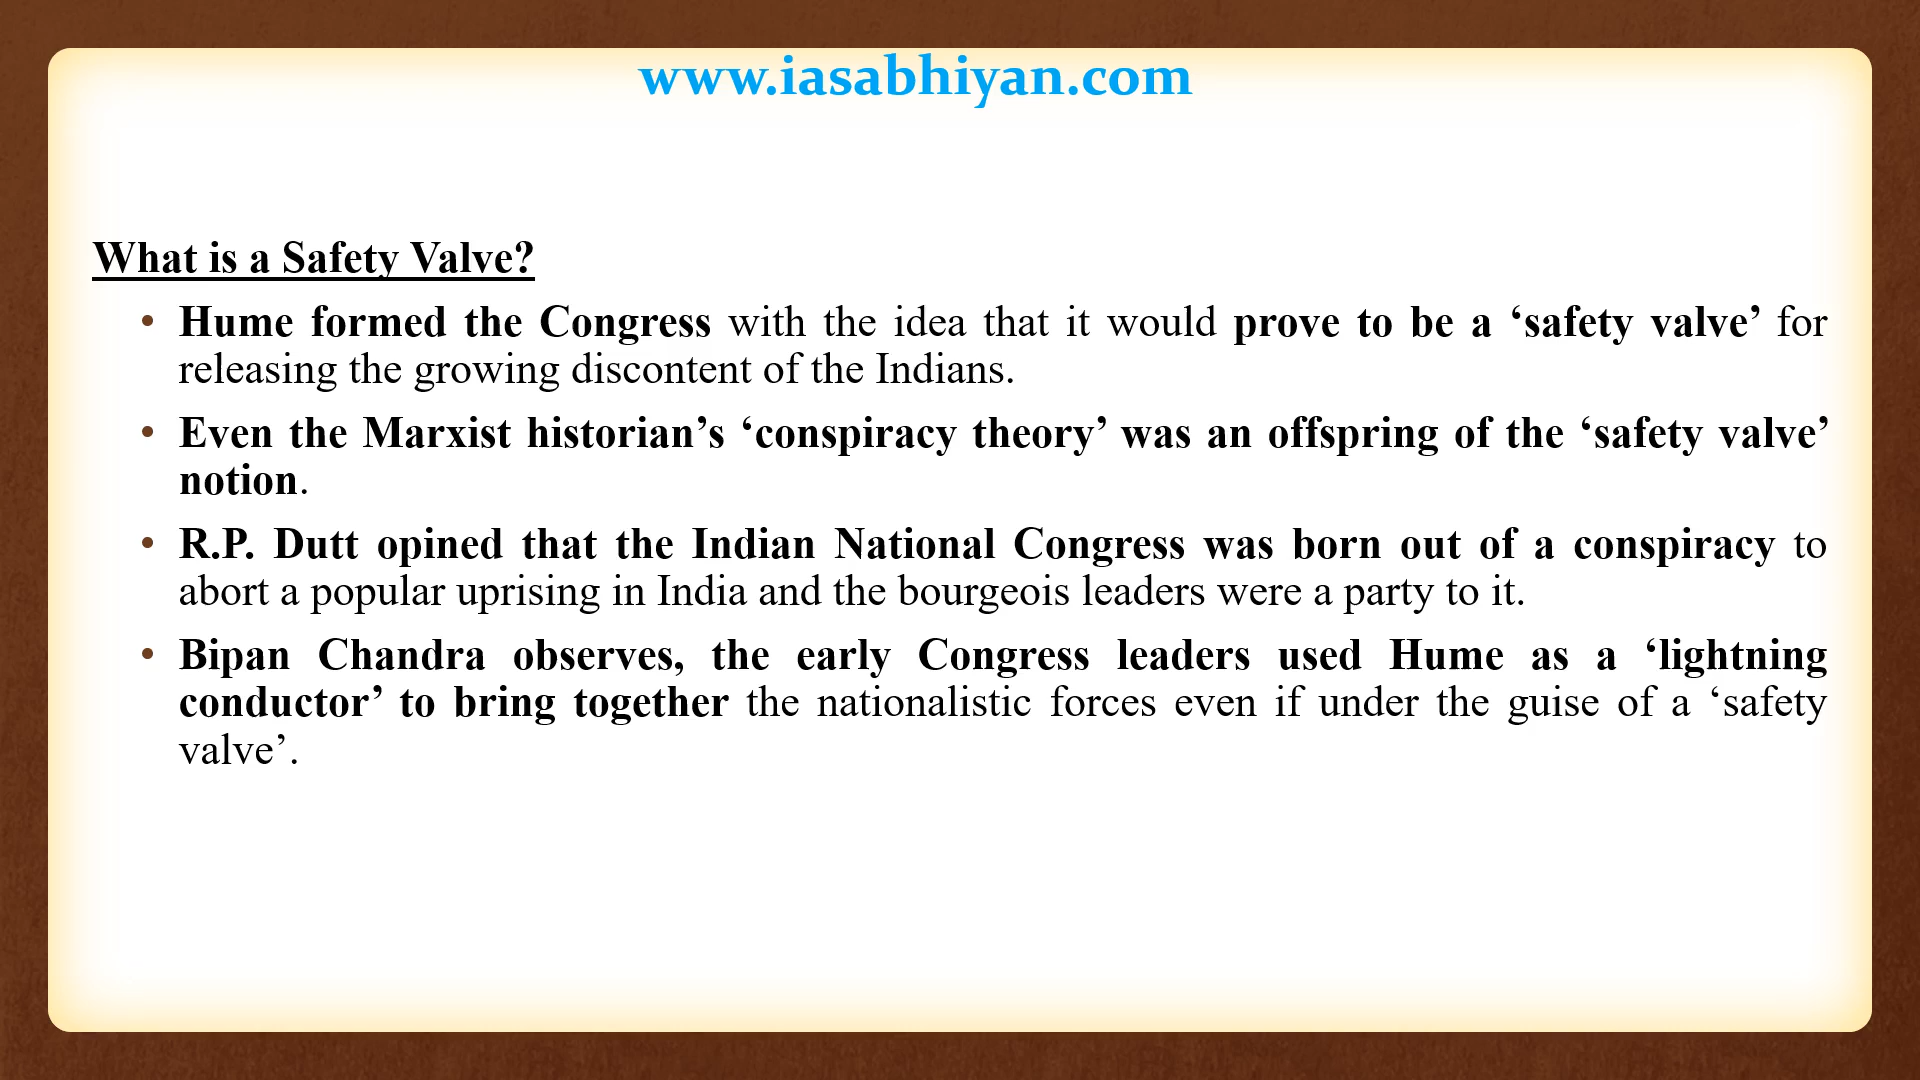 www.iasabhiyan.com
What is a Safety Valve?
• Hume formed the Congress with the idea that it would prove to be a ‘safety valve’ for
releasing the growing discontent of the Indians.
• Even the Marxist historian’s ‘conspiracy theory’ was an offspring of the ‘safety valve’
notion.
• R.P. Dutt opined that the Indian National Congress was born out of a conspiracy to
abort a popular uprising in India and the bourgeois leaders were a party to it.
• Bipan Chandra observes, the early Congress leaders used Hume as a ‘lightning
conductor’ to bring together the nationalistic forces even if under the guise of a ‘safety
valve’.